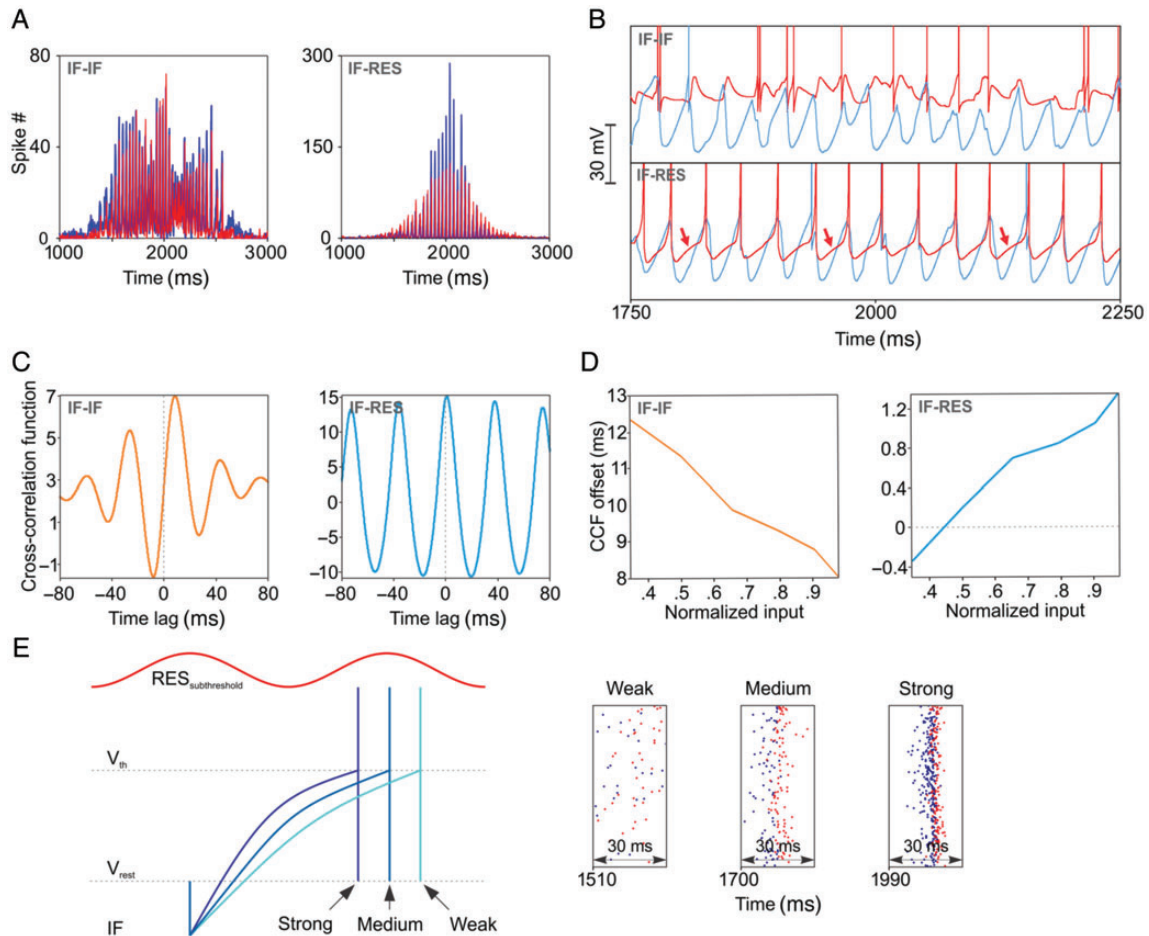 A
IF-IF
Spike #
80
40
0
1000
2000
3000
Time (ms)
IF-RES
300
150
0
1000
2000
3000
Time (ms)
B
IF-IF
30 mV
IF-RES
1750
2000
2250
Time (ms)
C
IF-IF
Cross-correlation function
7
5
3
1
−1
−80
−40
0
40
80
Time lag (ms)
IF-RES
15
10
5
0
−5
−10
−80
−40
0
40
80
Time lag (ms)
D
IF-IF
CCF offset (ms)
13
12
11
10
9
8
.4
.5
.6
.7
.8
.9
Normalized input
IF-RES
1.2
0.8
0.4
0
−0.4
.4
.5
.6
.7
.8
.9
Normalized input
E
RESsubthreshold
Vth
Vrest
IF
Strong
Medium
Weak
Weak
30 ms
1510
Medium
30 ms
1700
Strong
30 ms
1990
Time (ms)